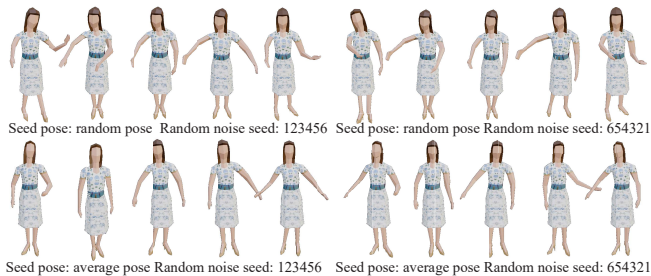 Seed pose: random pose Random noise seed: 123456
Seed pose: random pose Random noise seed: 654321
Seed pose: average pose Random noise seed: 123456
Seed pose: average pose Random noise seed: 654321